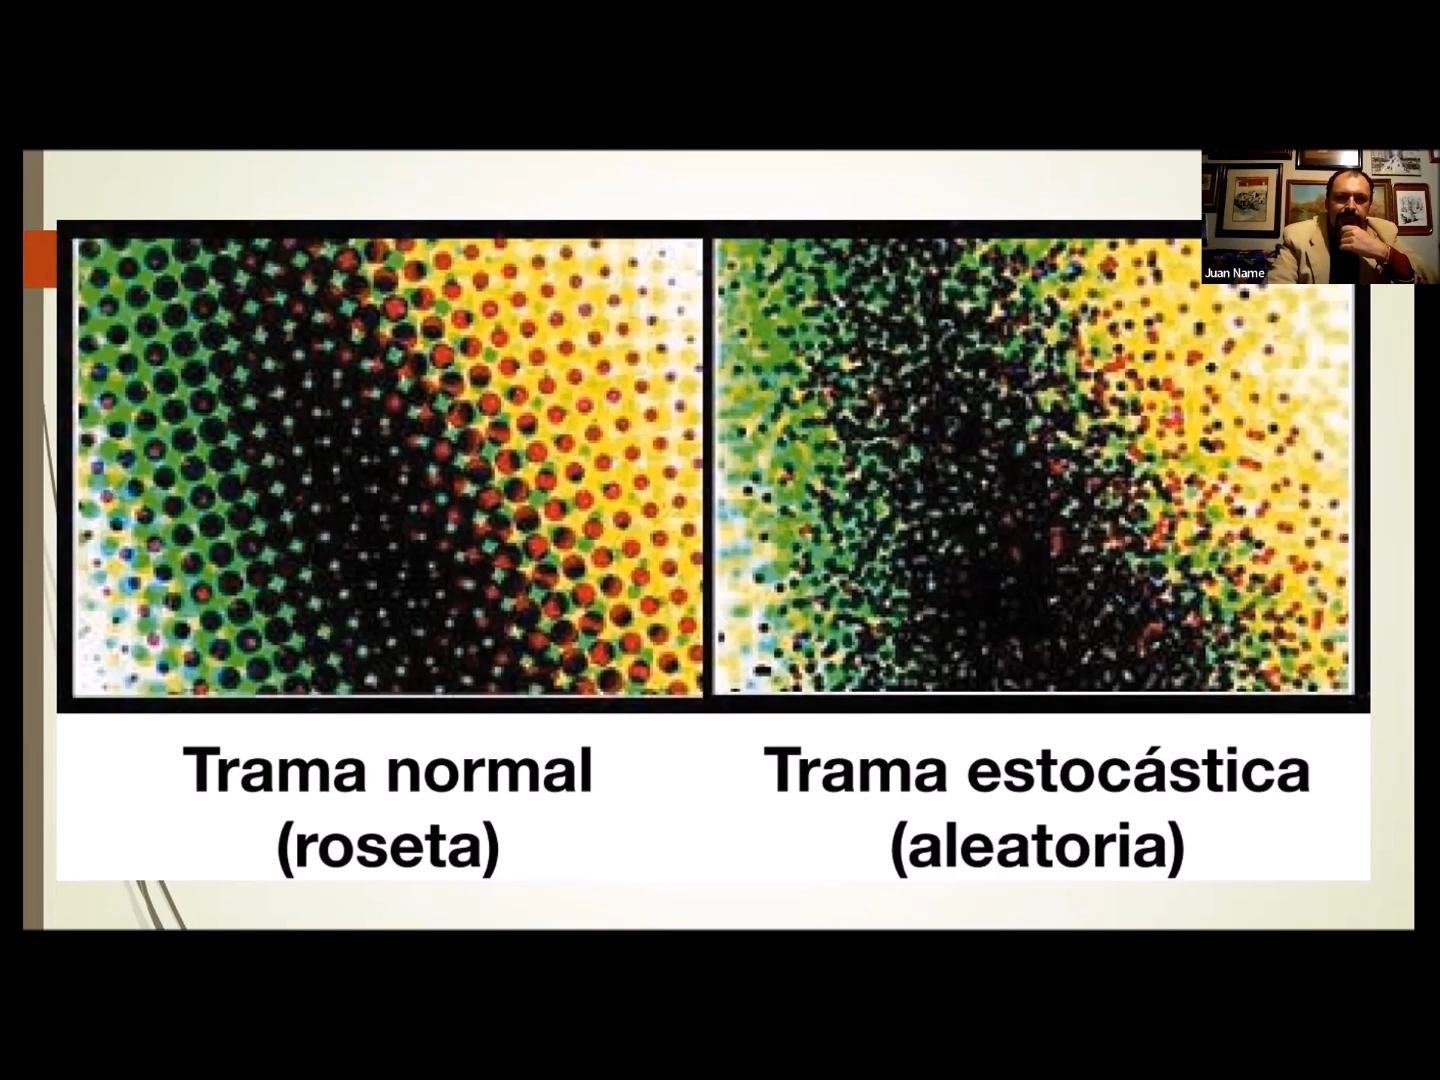 Juan Name
Trama normal
(roseta)
Trama estocástica
(aleatoria)